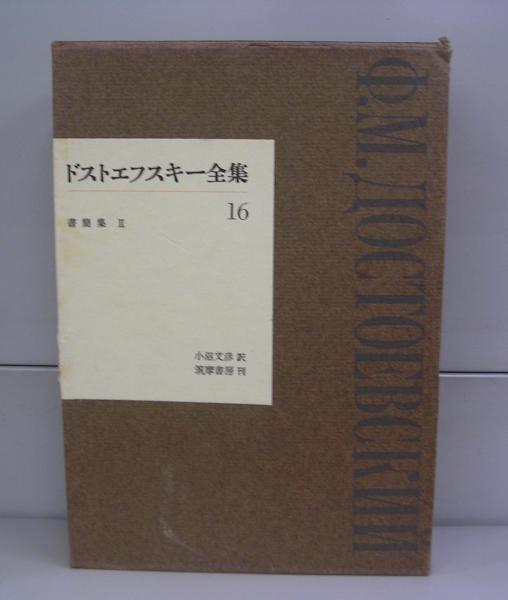 ドストエフスキー全集
16
書簡集 Ⅱ
小沼文彦 訳
筑摩書房 刊
Ф.М.ДОСТОЕВСКИЙ